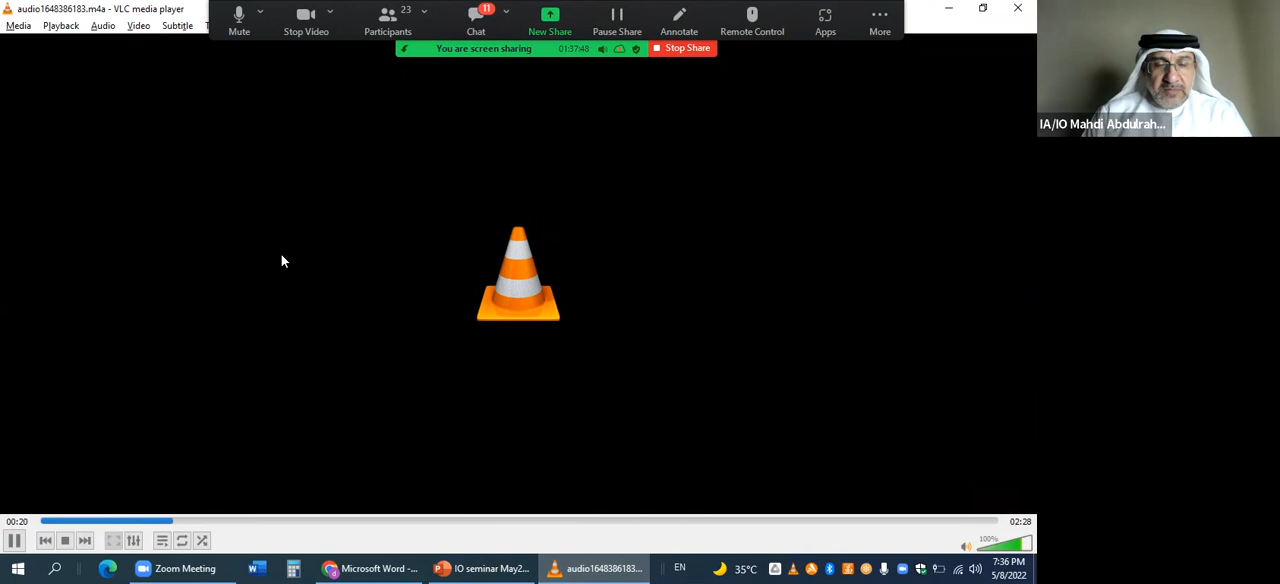 audio1648386183.m4a - VLC media player
Media Playback Audio Video Subtitle
Mute
Stop Video
23
Participants
11
Chat
New Share
Pause Share
Annotate
Remote Control
Apps
More
You are screen sharing
01:37:48
Stop Share
IA/IO Mahdi Abdulrah...
00:20
02:28
100%
Zoom Meeting
Microsoft Word -...
IO seminar May2...
audio1648386183...
EN
35°C
7:36 PM
5/8/2022